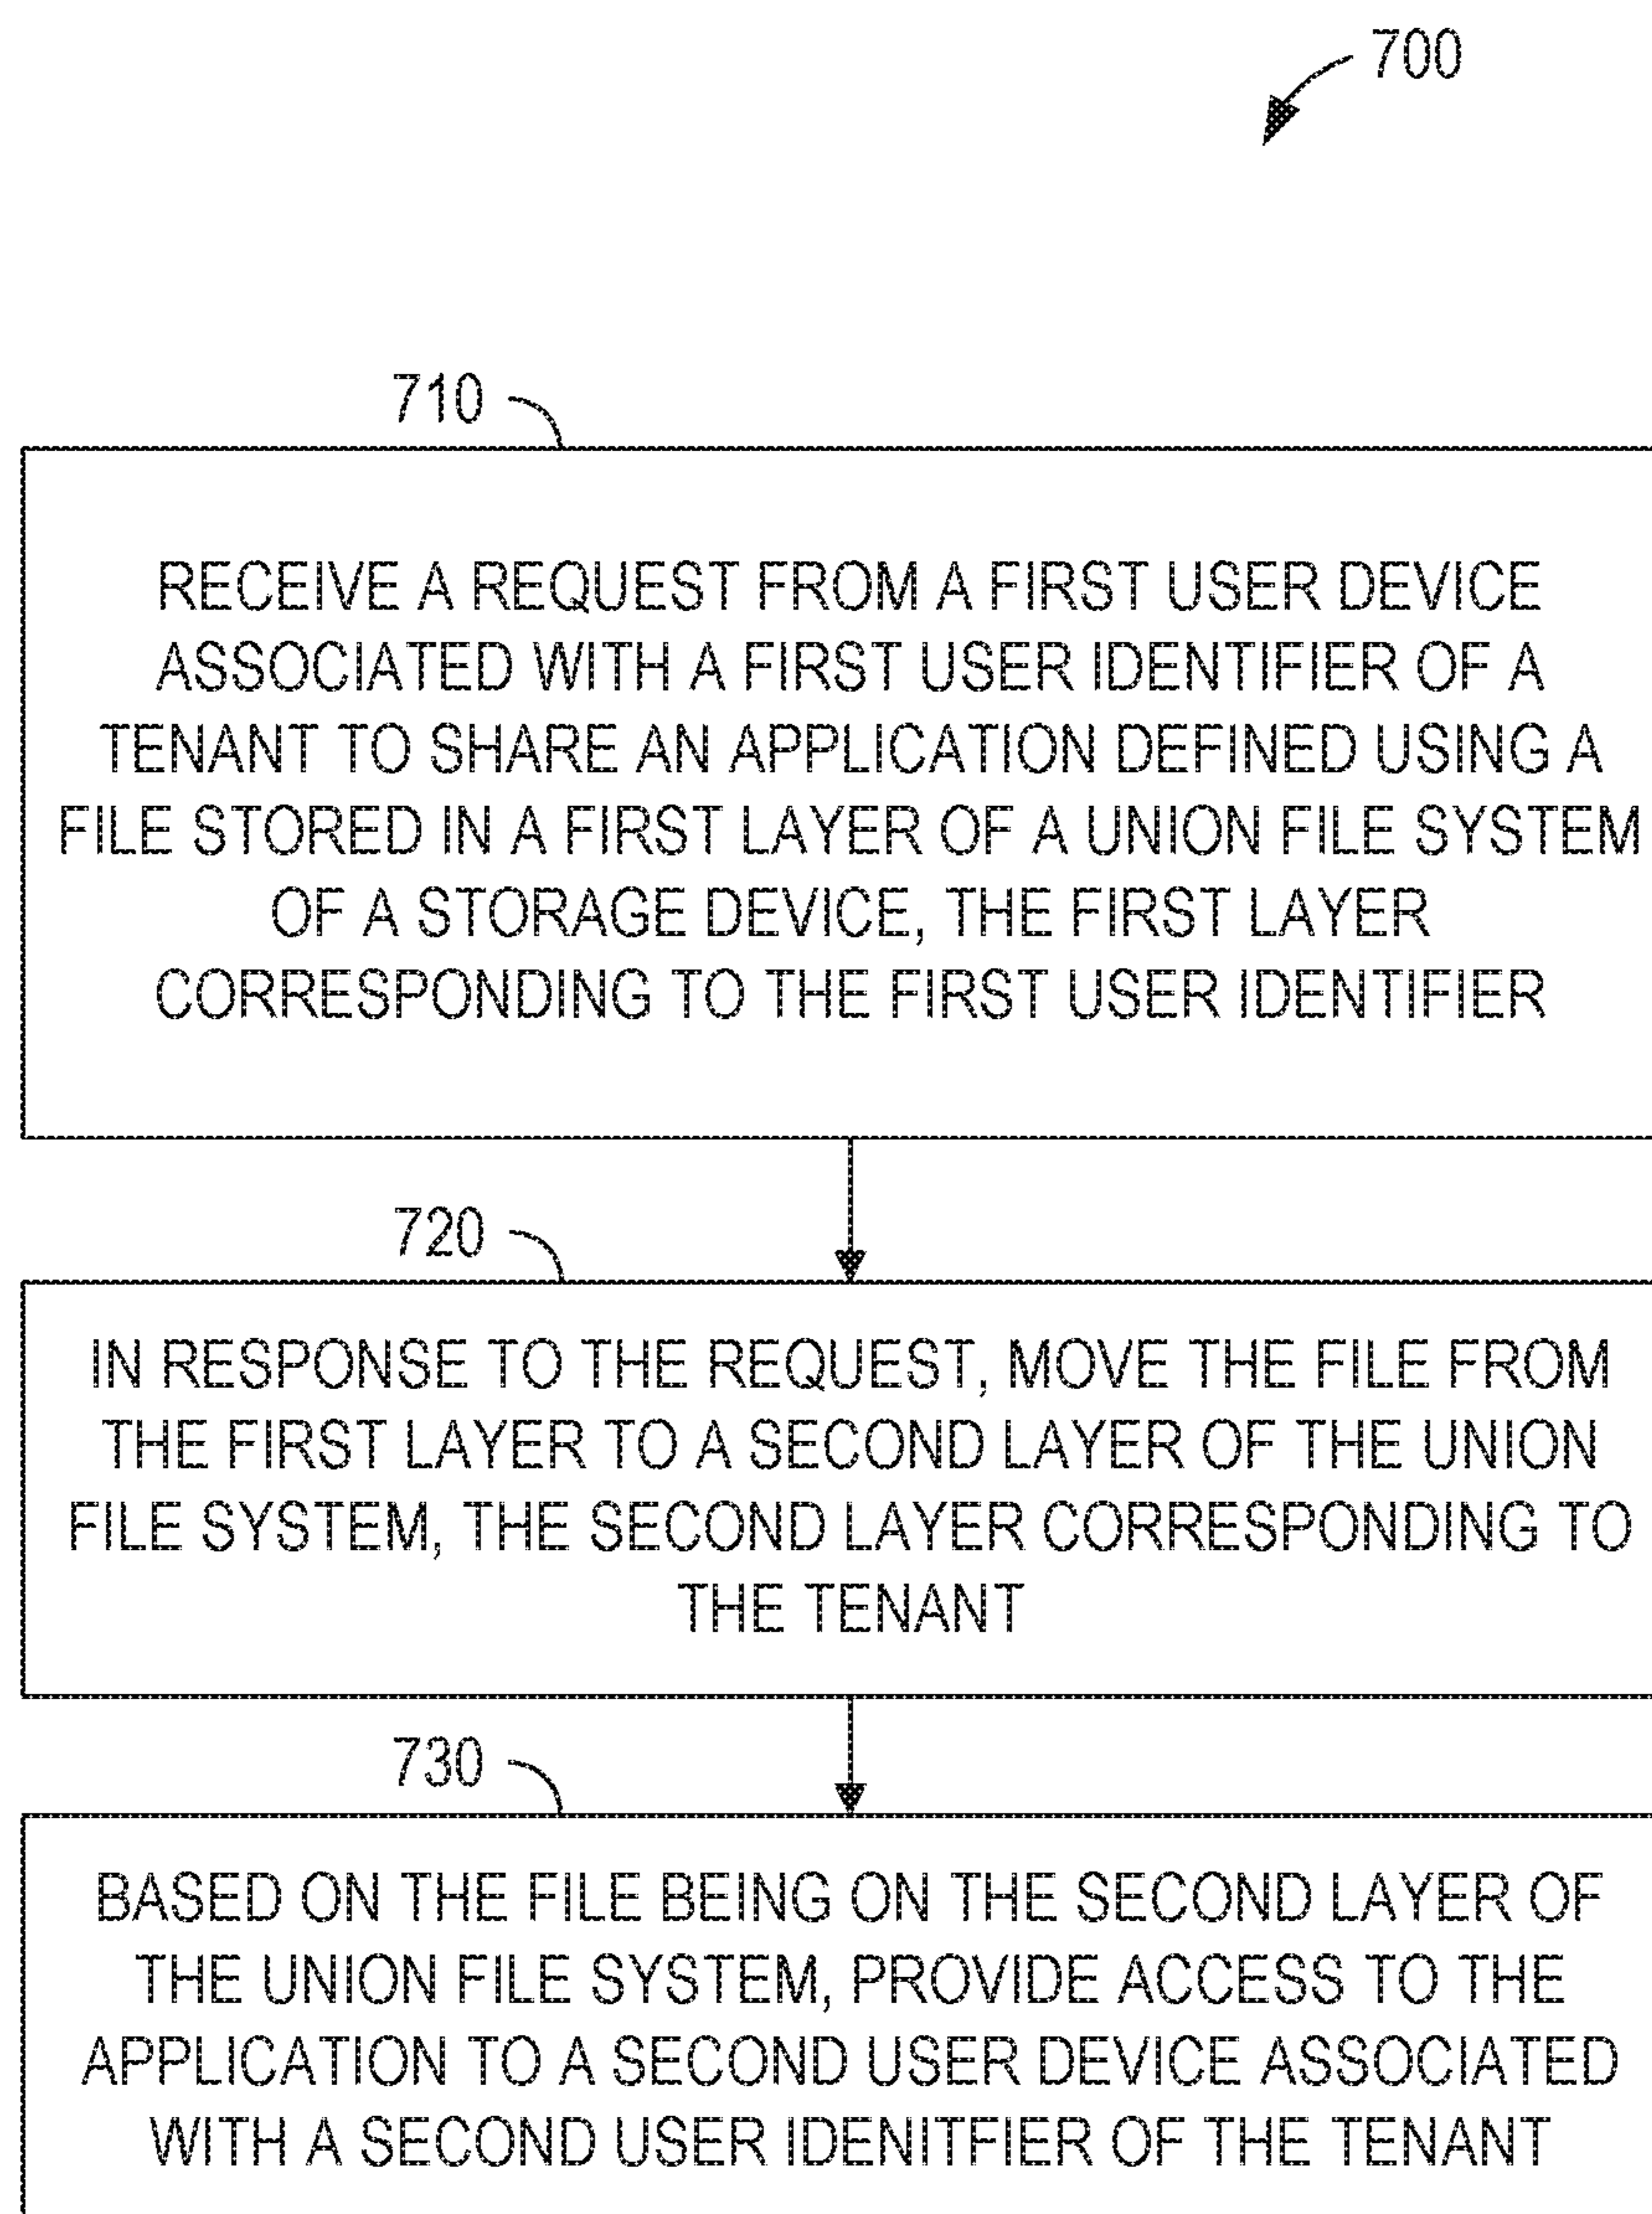 700
710
RECEIVE A REQUEST FROM A FIRST USER DEVICE
ASSOCIATED WITH A FIRST USER IDENTIFIER OF A
TENANT TO SHARE AN APPLICATION DEFINED USING A
FILE STORED IN A FIRST LAYER OF A UNION FILE SYSTEM
OF A STORAGE DEVICE, THE FIRST LAYER
CORRESPONDING TO THE FIRST USER IDENTIFIER
720
IN RESPONSE TO THE REQUEST, MOVE THE FILE FROM
THE FIRST LAYER TO A SECOND LAYER OF THE UNION
FILE SYSTEM, THE SECOND LAYER CORRESPONDING TO
THE TENANT
730
BASED ON THE FILE BEING ON THE SECOND LAYER OF
THE UNION FILE SYSTEM, PROVIDE ACCESS TO THE
APPLICATION TO A SECOND USER DEVICE ASSOCIATED
WITH A SECOND USER IDENITFIER OF THE TENANT